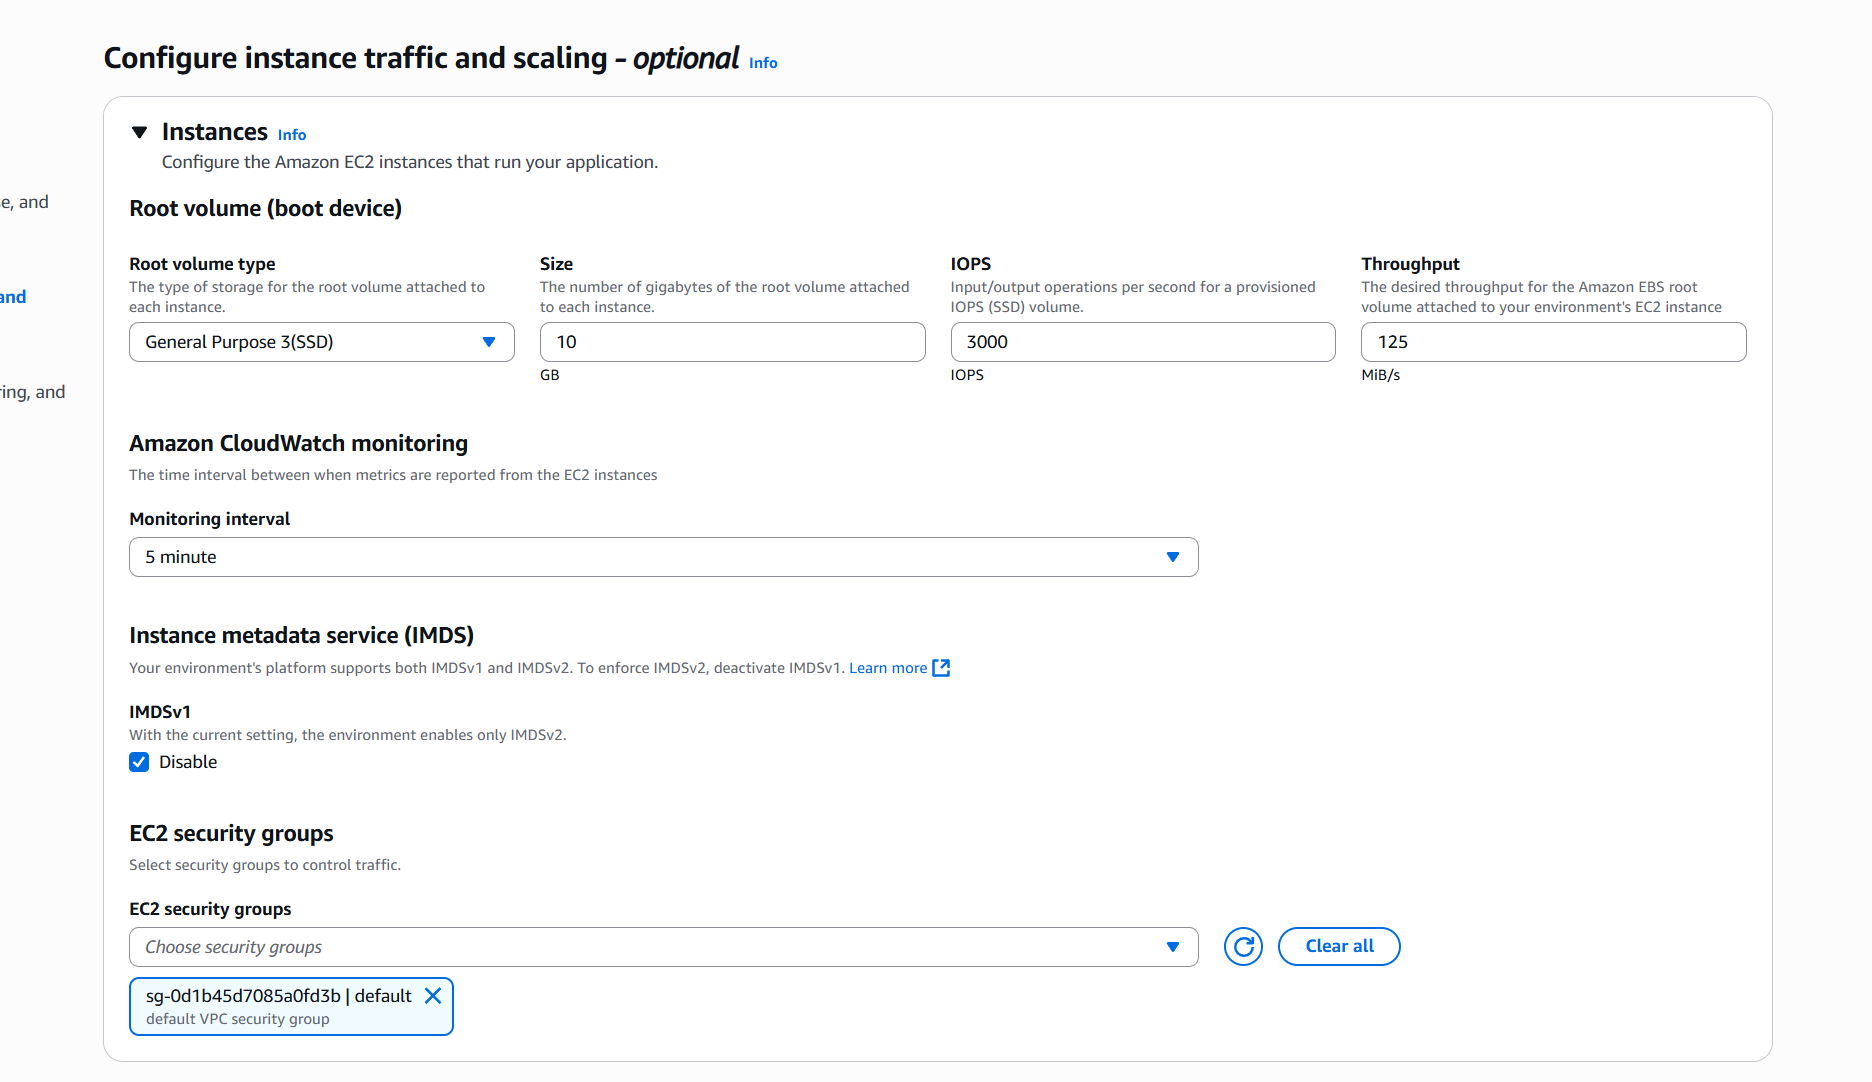 Configure instance traffic and scaling - optional Info
Instances Info
Configure the Amazon EC2 instances that run your application.
e, and
and
ring, and
Root volume (boot device)
Root volume type
The type of storage for the root volume attached to
each instance.
General Purpose 3(SSD)
Size
The number of gigabytes of the root volume attached
to each instance.
10
GB
IOPS
Input/output operations per second for a provisioned
IOPS (SSD) volume.
3000
IOPS
Throughput
The desired throughput for the Amazon EBS root
volume attached to your environment's EC2 instance
125
MiB/s
Amazon CloudWatch monitoring
The time interval between when metrics are reported from the EC2 instances
Monitoring interval
5 minute
Instance metadata service (IMDS)
Your environment's platform supports both IMDSv1 and IMDSv2. To enforce IMDSv2, deactivate IMDSv1. Learn more
IMDSv1
With the current setting, the environment enables only IMDSv2.
Disable
EC2 security groups
Select security groups to control traffic.
EC2 security groups
Choose security groups
Clear all
sg-0d1b45d7085a0fd3b | default
default VPC security group